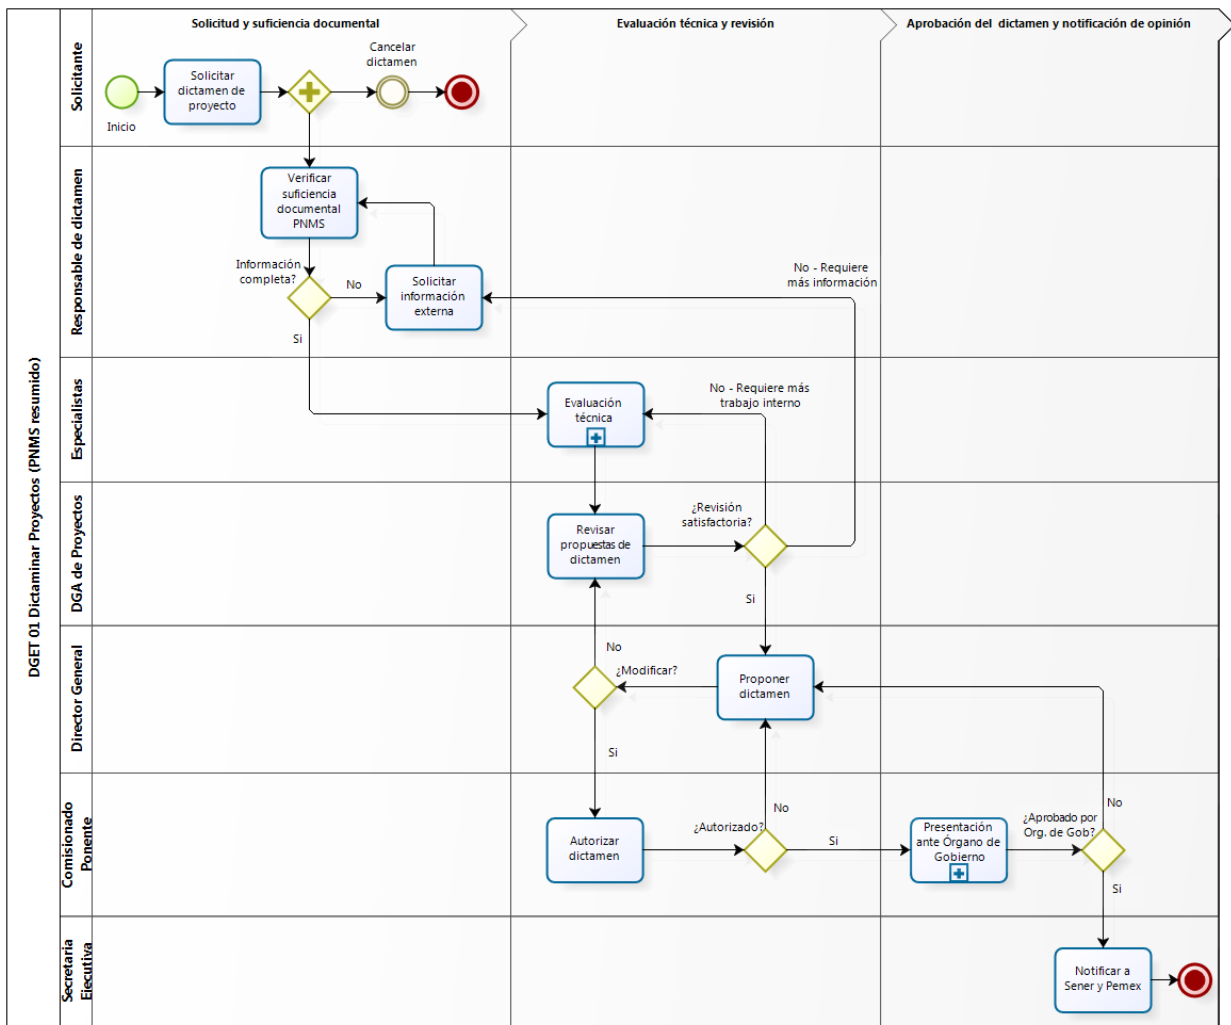 Solicitud y suficiencia documental
Evaluación técnica y revisión
Aprobación del dictamen y notificación de opinión
DGET 01 Dictaminar Proyectos (PNMS resumido)
Solicitante
Inicio
Solicitar
dictamen de
proyecto
Cancelar
dictamen
Responsable de dictamen
Verificar
suficiencia
documental
PNMS
Información
completa?
No
Solicitar
información
externa
Si
No - Requiere
más información
Especialistas
Evaluación
técnica
No - Requiere más
trabajo interno
DGA de Proyectos
Revisar
propuestas de
dictamen
¿Revisión
satisfactoria?
Si
Director General
No
¿Modificar?
Proponer
dictamen
Si
Comisionado
Ponente
Autorizar
dictamen
¿Autorizado?
No
Si
Presentación
ante Órgano de
Gobierno
¿Aprobado por
Org. de Gob?
No
Si
Secretaria
Ejecutiva
Notificar a
Sener y Pemex